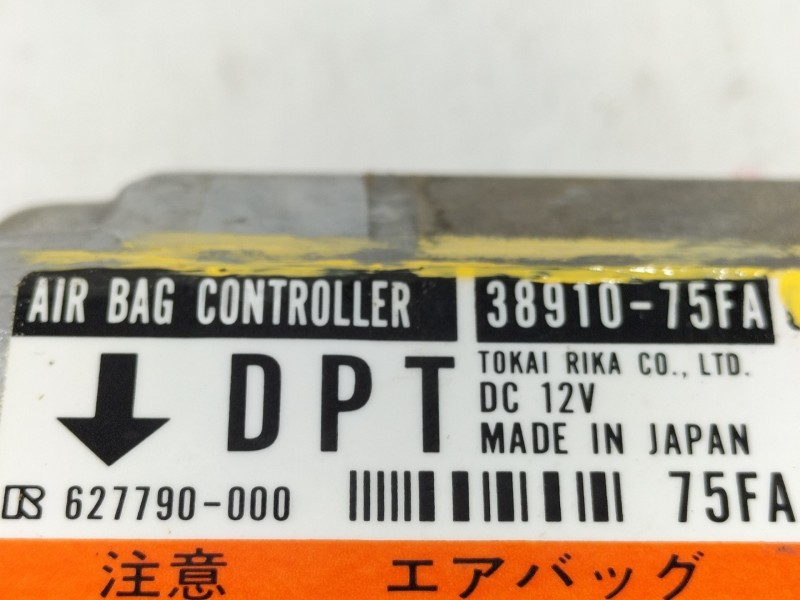 AIR BAG CONTROLLER 38910-75FA
DPT
TOKAI RIKA CO., LTD.
DC 12V
MADE IN JAPAN
627790-000 75FA
注意 エアバッグ